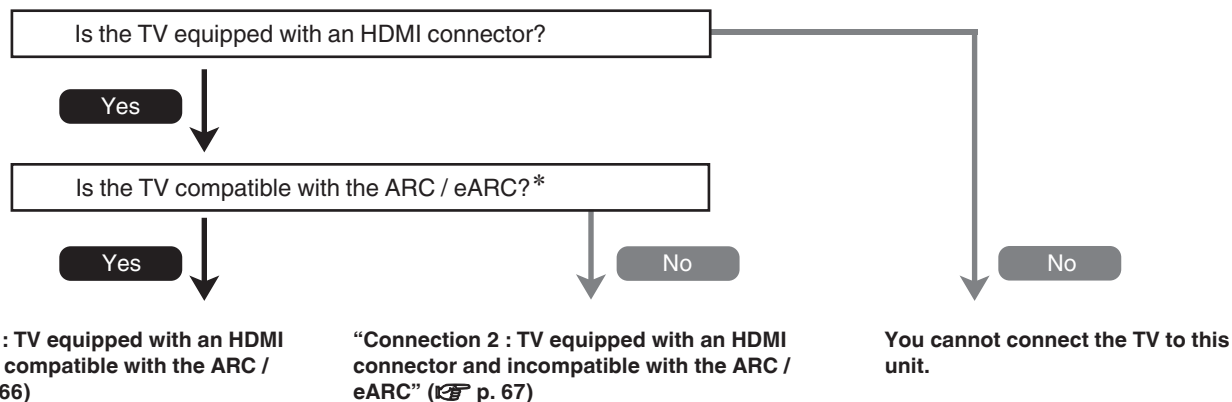 Is the TV equipped with an HDMI connector?
Yes
Is the TV compatible with the ARC / eARC?*
Yes
No
No
: TV equipped with an HDMI
compatible with the ARC /
66)
“Connection 2 : TV equipped with an HDMI
connector and incompatible with the ARC /
eARC” (☞ p. 67)
You cannot connect the TV to this
unit.